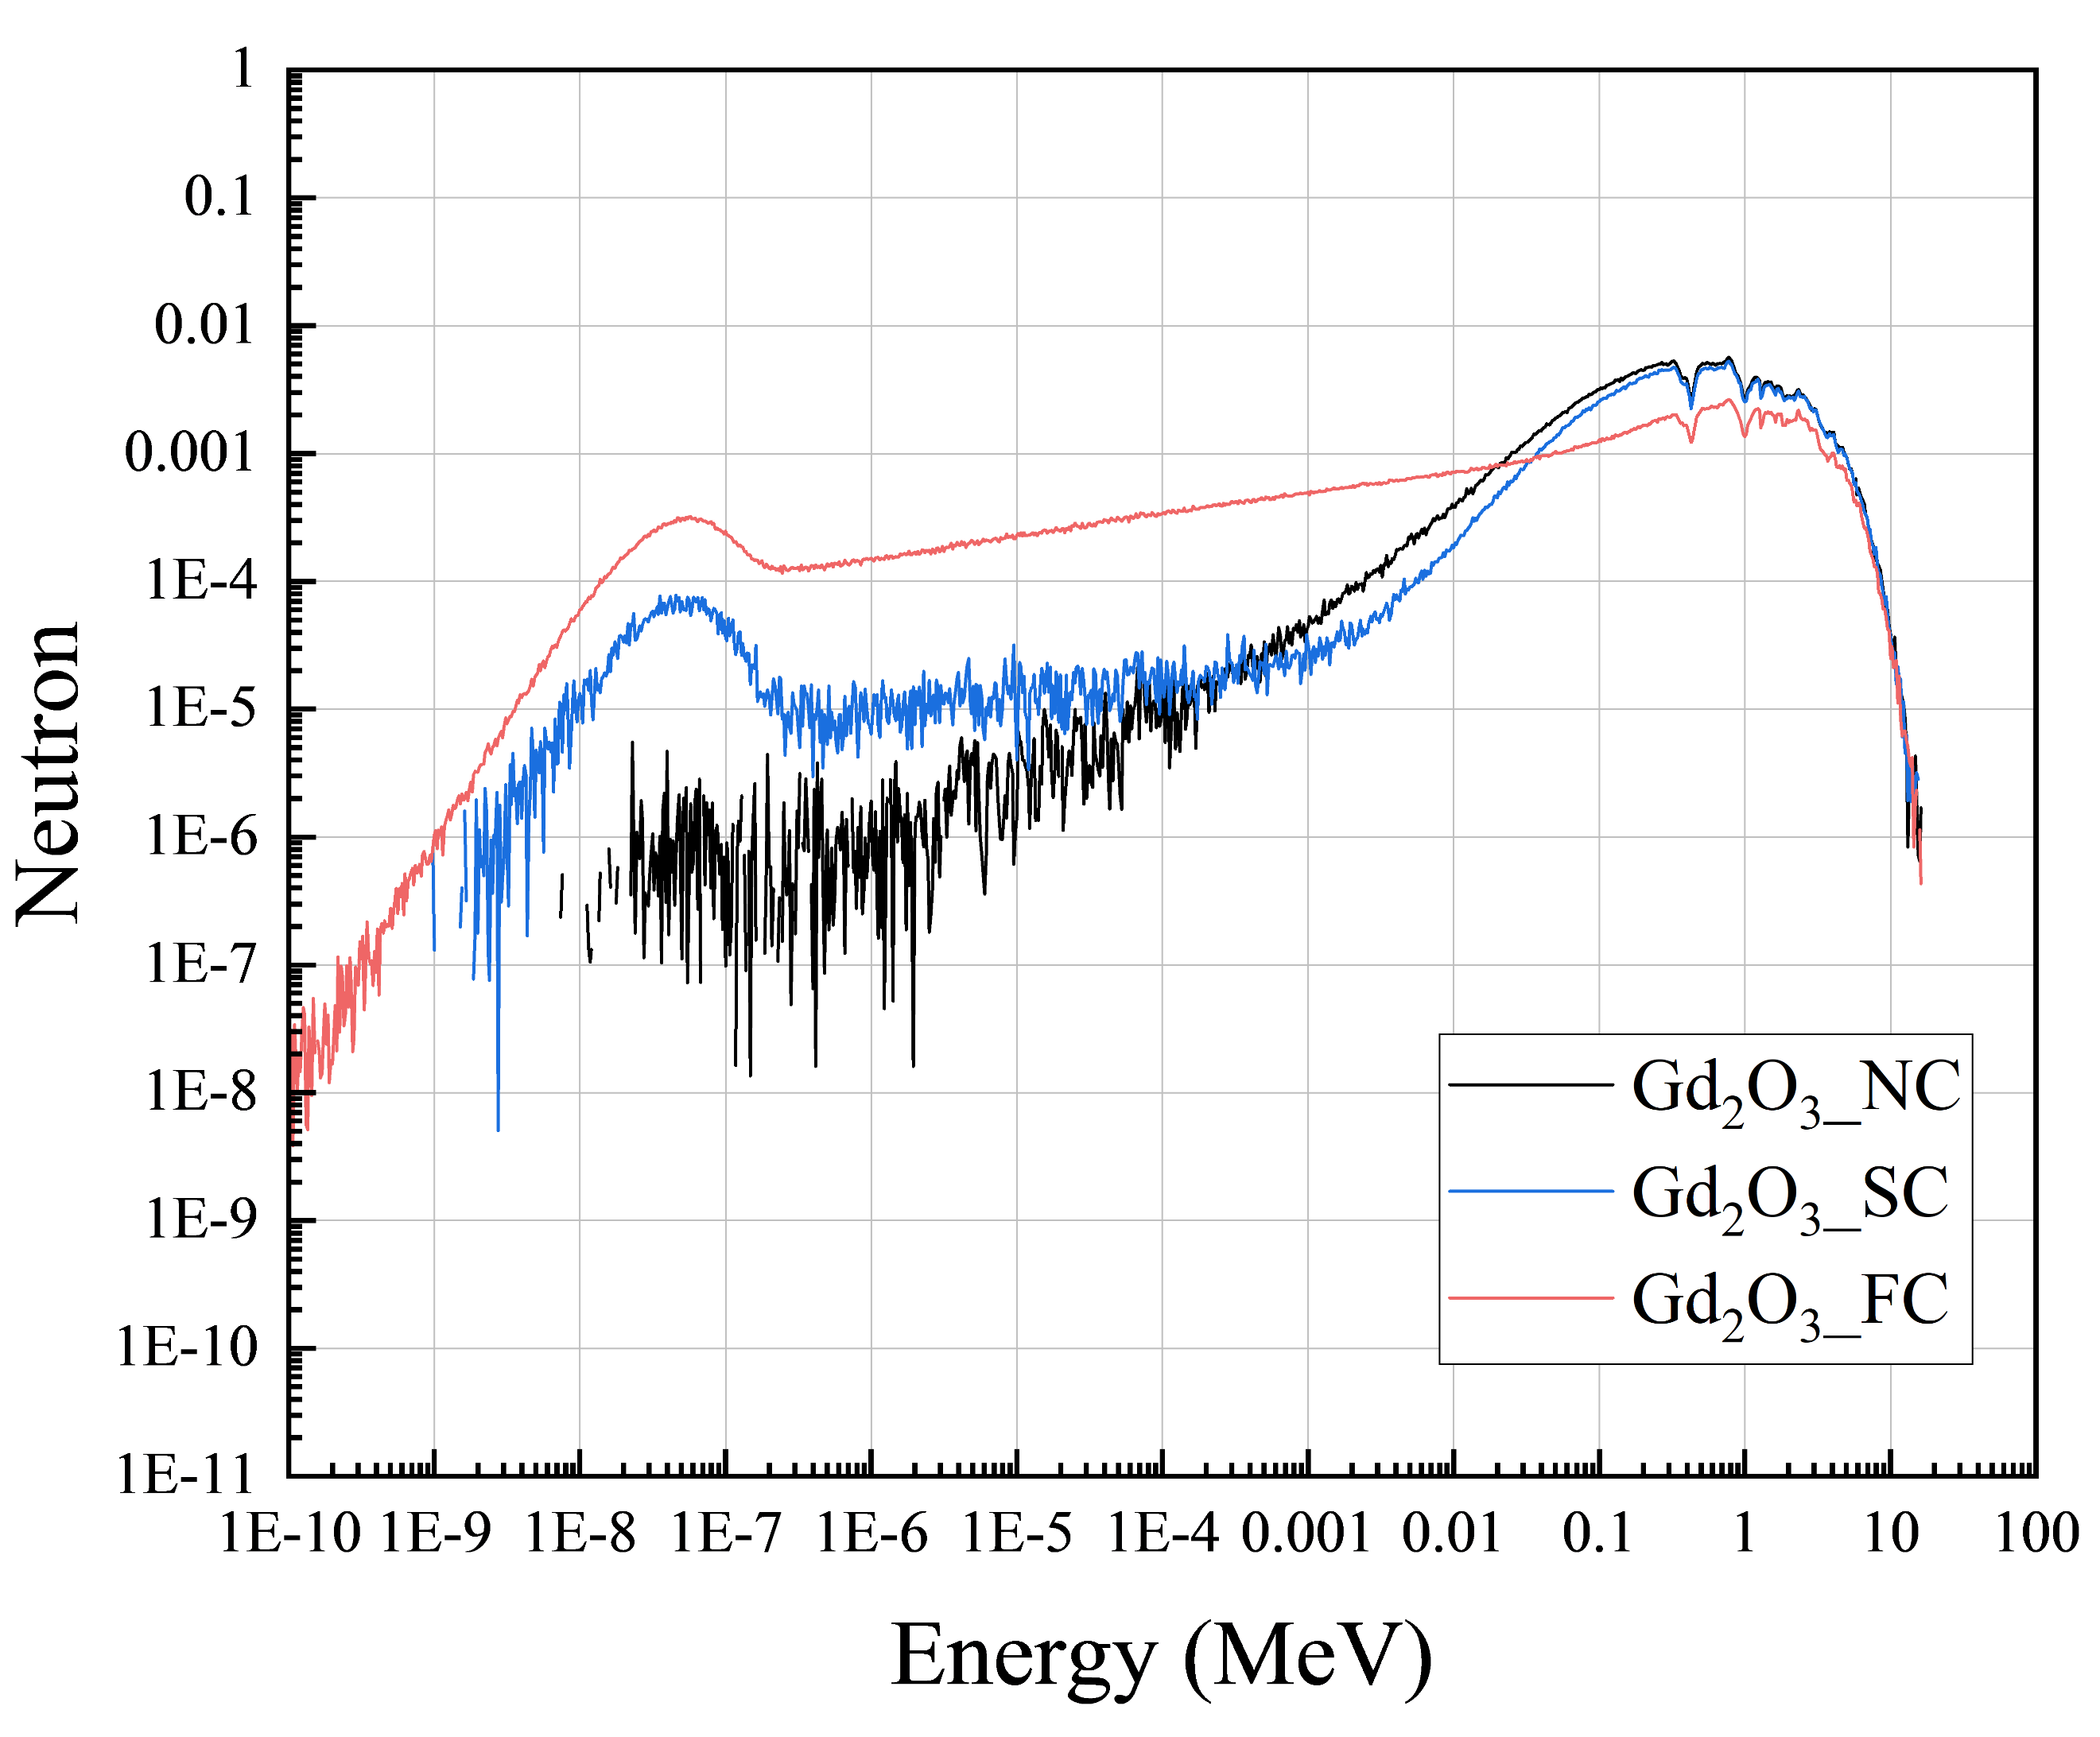 1
0.1
0.01
0.001
1E-4
1E-5
1E-6
1E-7
1E-8
1E-9
1E-10
1E-11
Neutron
Gd₂O₃_NC
Gd₂O₃_SC
Gd₂O₃_FC
1E-10 1E-9 1E-8 1E-7 1E-6 1E-5 1E-4 0.001 0.01 0.1 1 10 100
Energy (MeV)